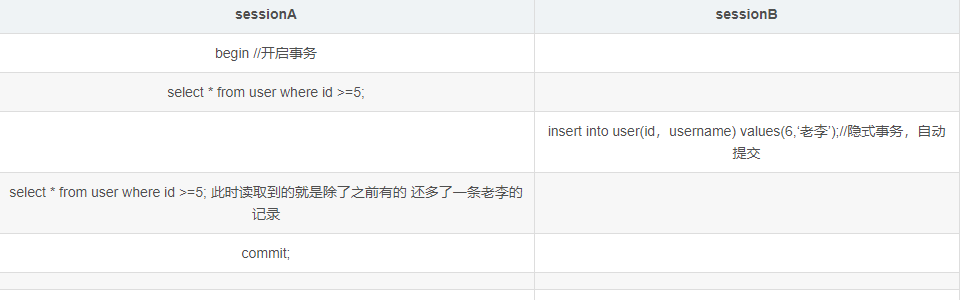 sessionA
sessionB
begin //开启事务
select * from user where id >=5;
insert into user(id，username) values(6,‘老李’);//隐式事务，自动
提交
select * from user where id >=5; 此时读取到的就是除了之前有的 还多了一条老李的
记录
commit;